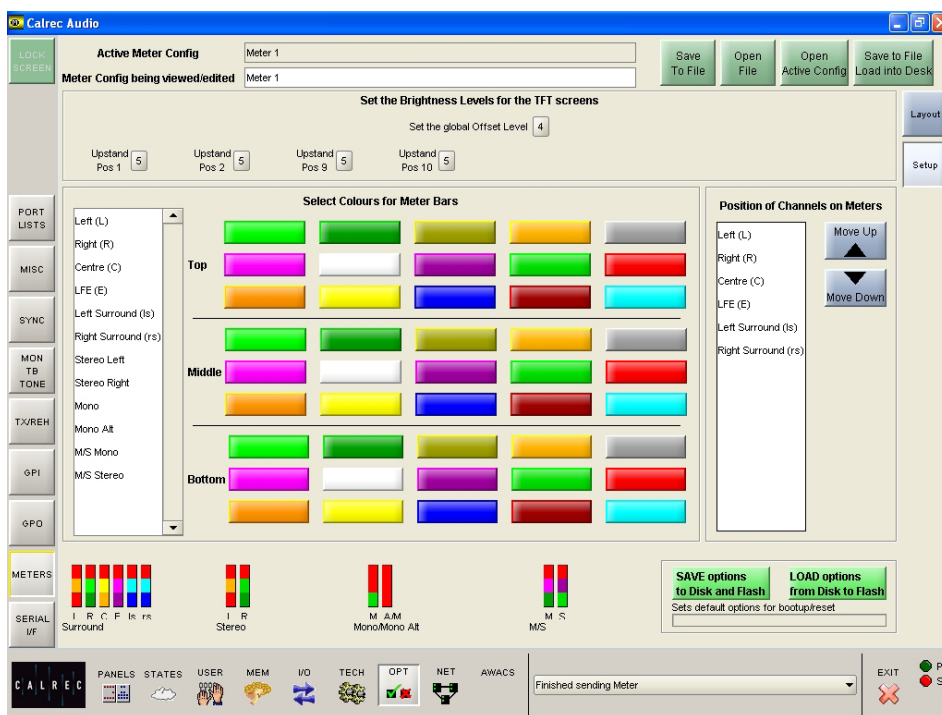 Calrec Audio
LOCK
SCREEN
Active Meter Config
Meter 1
Meter Config being viewed/edited
Meter 1
Save
To File
Open
File
Open
Active Config
Save to File
Load into Desk
Set the Brightness Levels for the TFT screens
Set the global Offset Level 4
Upstand
Pos 1
5
Upstand
Pos 2
5
Upstand
Pos 9
5
Upstand
Pos 10
5
Layout
Setup
PORT
LISTS
MISC
SYNC
MON
TB
TONE
TX/REH
GPI
GPO
METERS
SERIAL
I/F
Select Colours for Meter Bars
Left (L)
Right (R)
Centre (C)
LFE (E)
Left Surround (ls)
Right Surround (rs)
Stereo Left
Stereo Right
Mono
Mono Alt
M/S Mono
M/S Stereo
Top
Middle
Bottom
Position of Channels on Meters
Left (L)
Right (R)
Centre (C)
LFE (E)
Left Surround (ls)
Right Surround (rs)
Move Up
Move Down
L R C E ls rs
Surround
L R
Stereo
M A/M
Mono/Mono Alt
M S
M/S
SAVE options
to Disk and Flash
LOAD options
from Disk to Flash
Sets default options for bootup/reset
CALREC
PANELS
STATES
USER
MEM
I/O
TECH
OPT
NET
AWACS
Finished sending Meter
EXIT
P
S